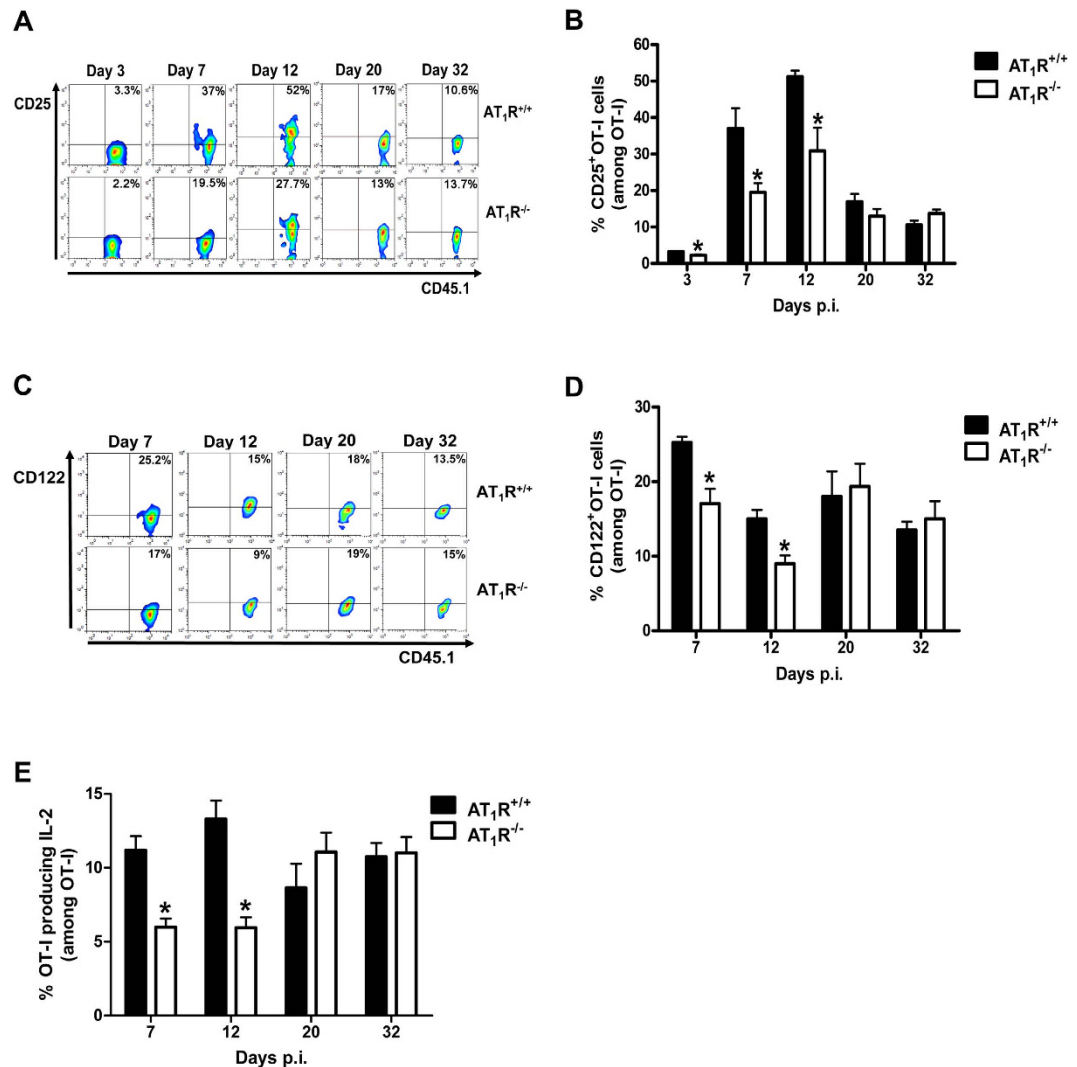 A
Day 3 Day 7 Day 12 Day 20 Day 32
CD25
3.3% 37% 52% 17% 10.6%
AT1R+/+
2.2% 19.5% 27.7% 13% 13.7%
AT1R-/-
CD45.1
B
60
50
40
30
20
10
0
% CD25+OT-I cells
(among OT-I)
* * *
3 7 12 20 32
Days p.i.
AT1R+/+
AT1R-/-
C
Day 7 Day 12 Day 20 Day 32
CD122
25.2% 15% 18% 13.5%
AT1R+/+
17% 9% 19% 15%
AT1R-/-
CD45.1
D
30
20
10
0
% CD122+OT-I cells
(among OT-I)
* *
7 12 20 32
Days p.i.
AT1R+/+
AT1R-/-
E
15
10
5
0
% OT-I producing IL-2
(among OT-I)
* *
7 12 20 32
Days p.i.
AT1R+/+
AT1R-/-